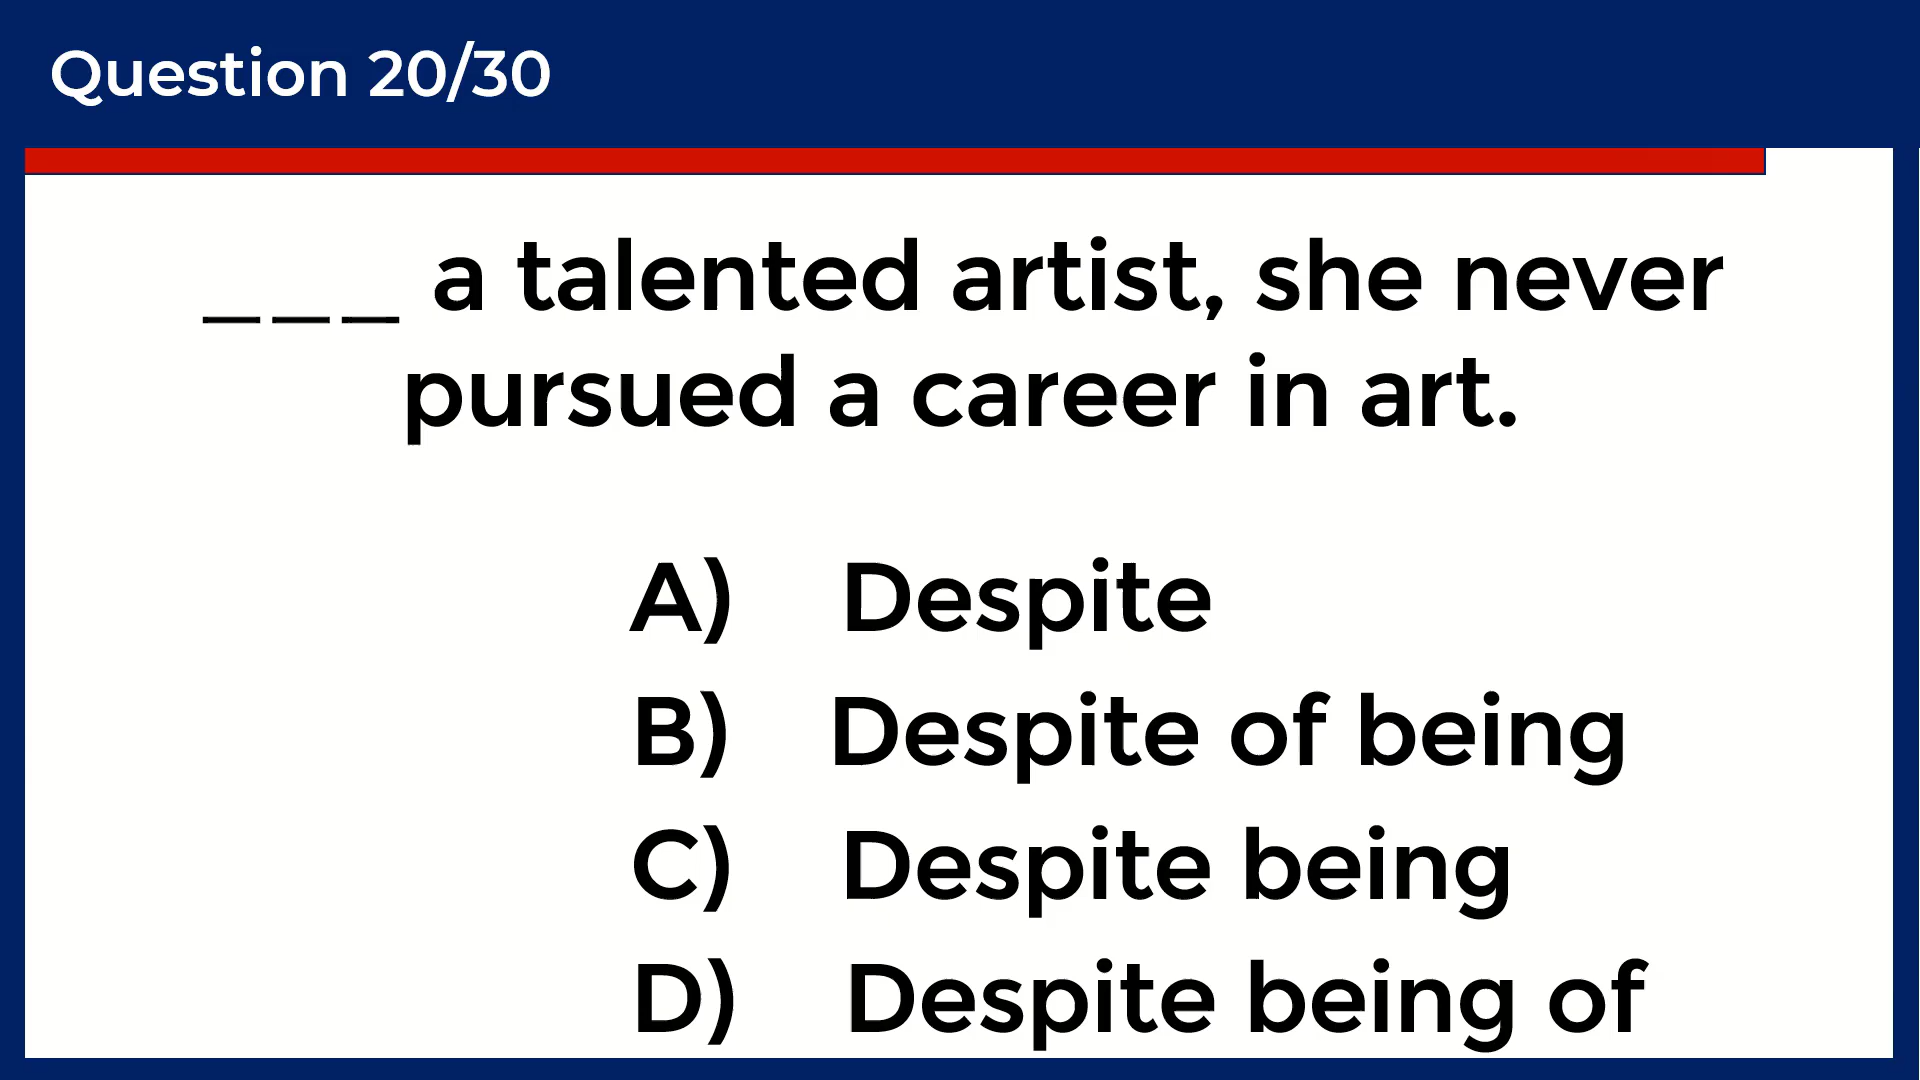 Question 20/30
___ a talented artist, she never
pursued a career in art.
A) Despite
B) Despite of being
C) Despite being
D) Despite being of